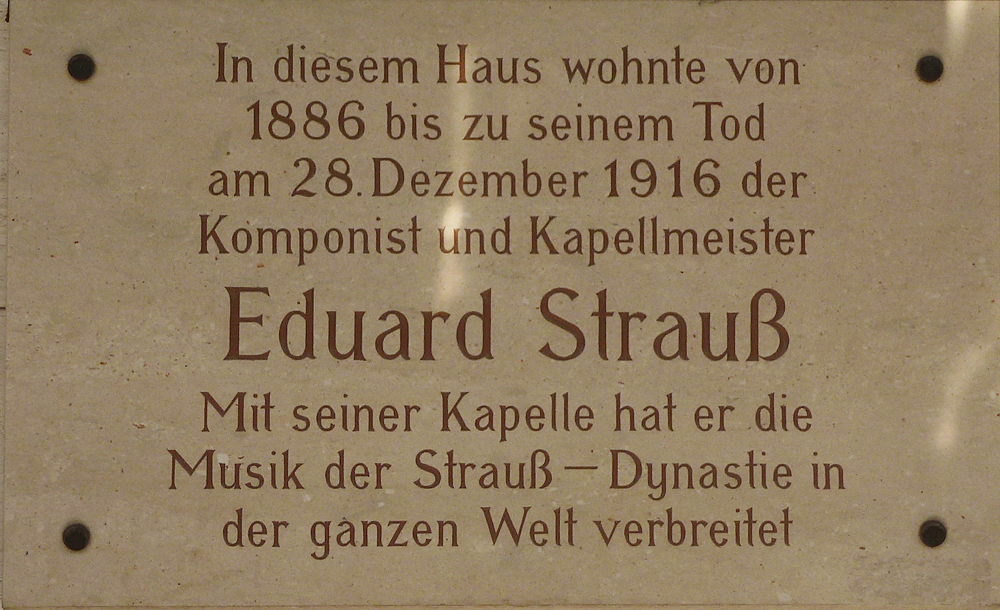 In diesem Haus wohnte von
1886 bis zu seinem Tod
am 28. Dezember 1916 der
Komponist und Kapellmeister
Eduard Strauß
Mit seiner Kapelle hat er die
Musik der Strauß – Dynastie in
der ganzen Welt verbreitet